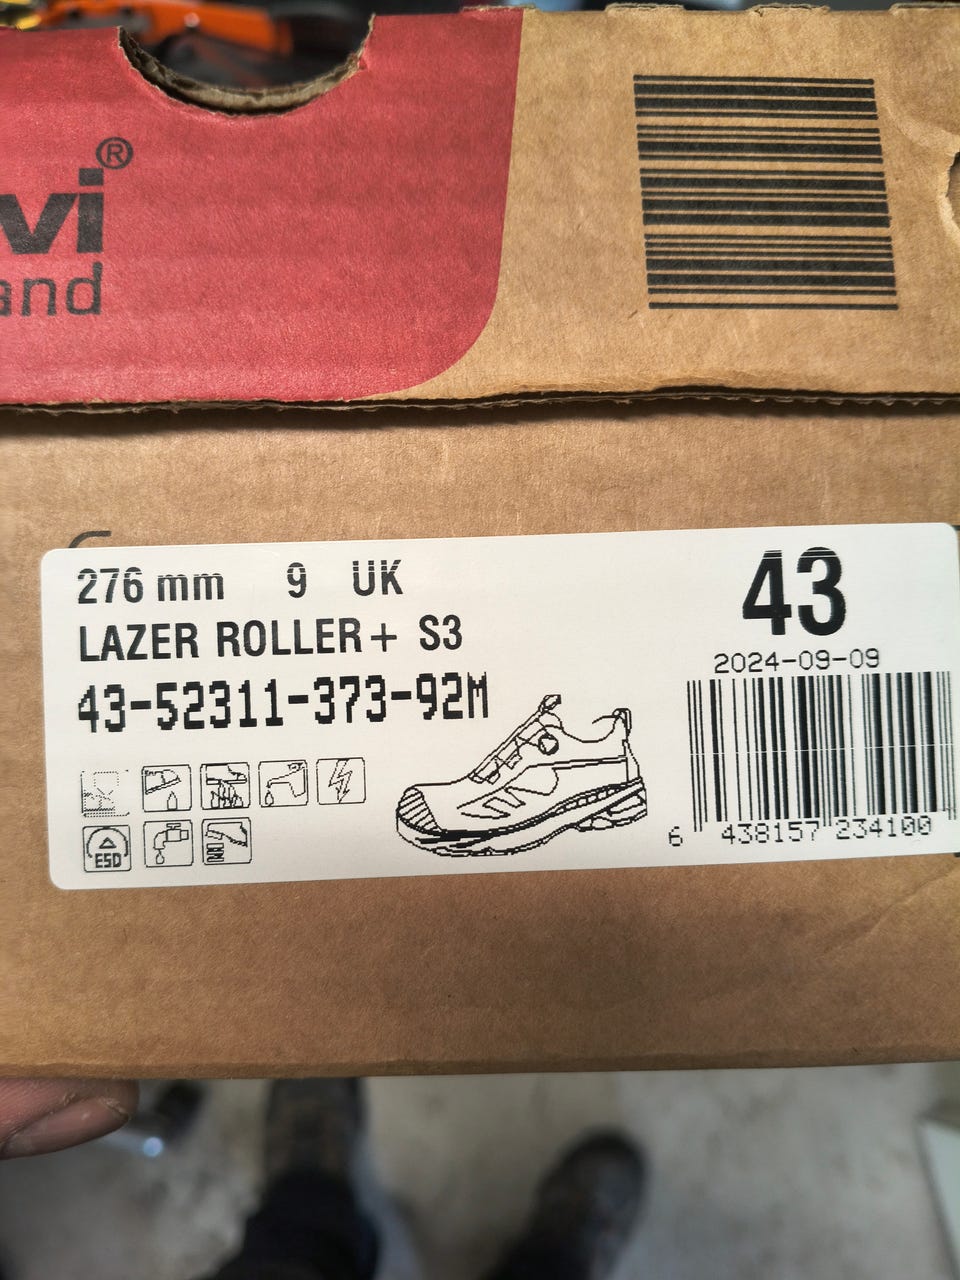 vi®
and
276 mm 9 UK
LAZER ROLLER+ S3
43-52311-373-92M
43
2024-09-09
6 438157 234100
ESD